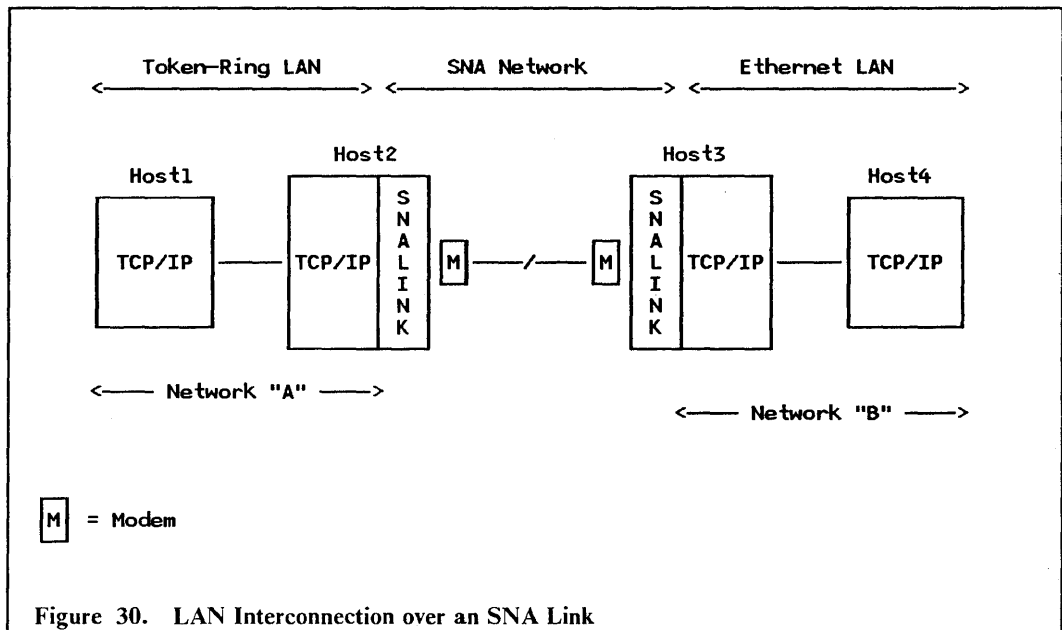 Token-Ring LAN SNA Network Ethernet LAN
Host2 Host3
Host1 Host4
TCP/IP TCP/IP SNALINK M M SNALINK TCP/IP TCP/IP
Network "A"
Network "B"
M = Modem
Figure 30. LAN Interconnection over an SNA Link